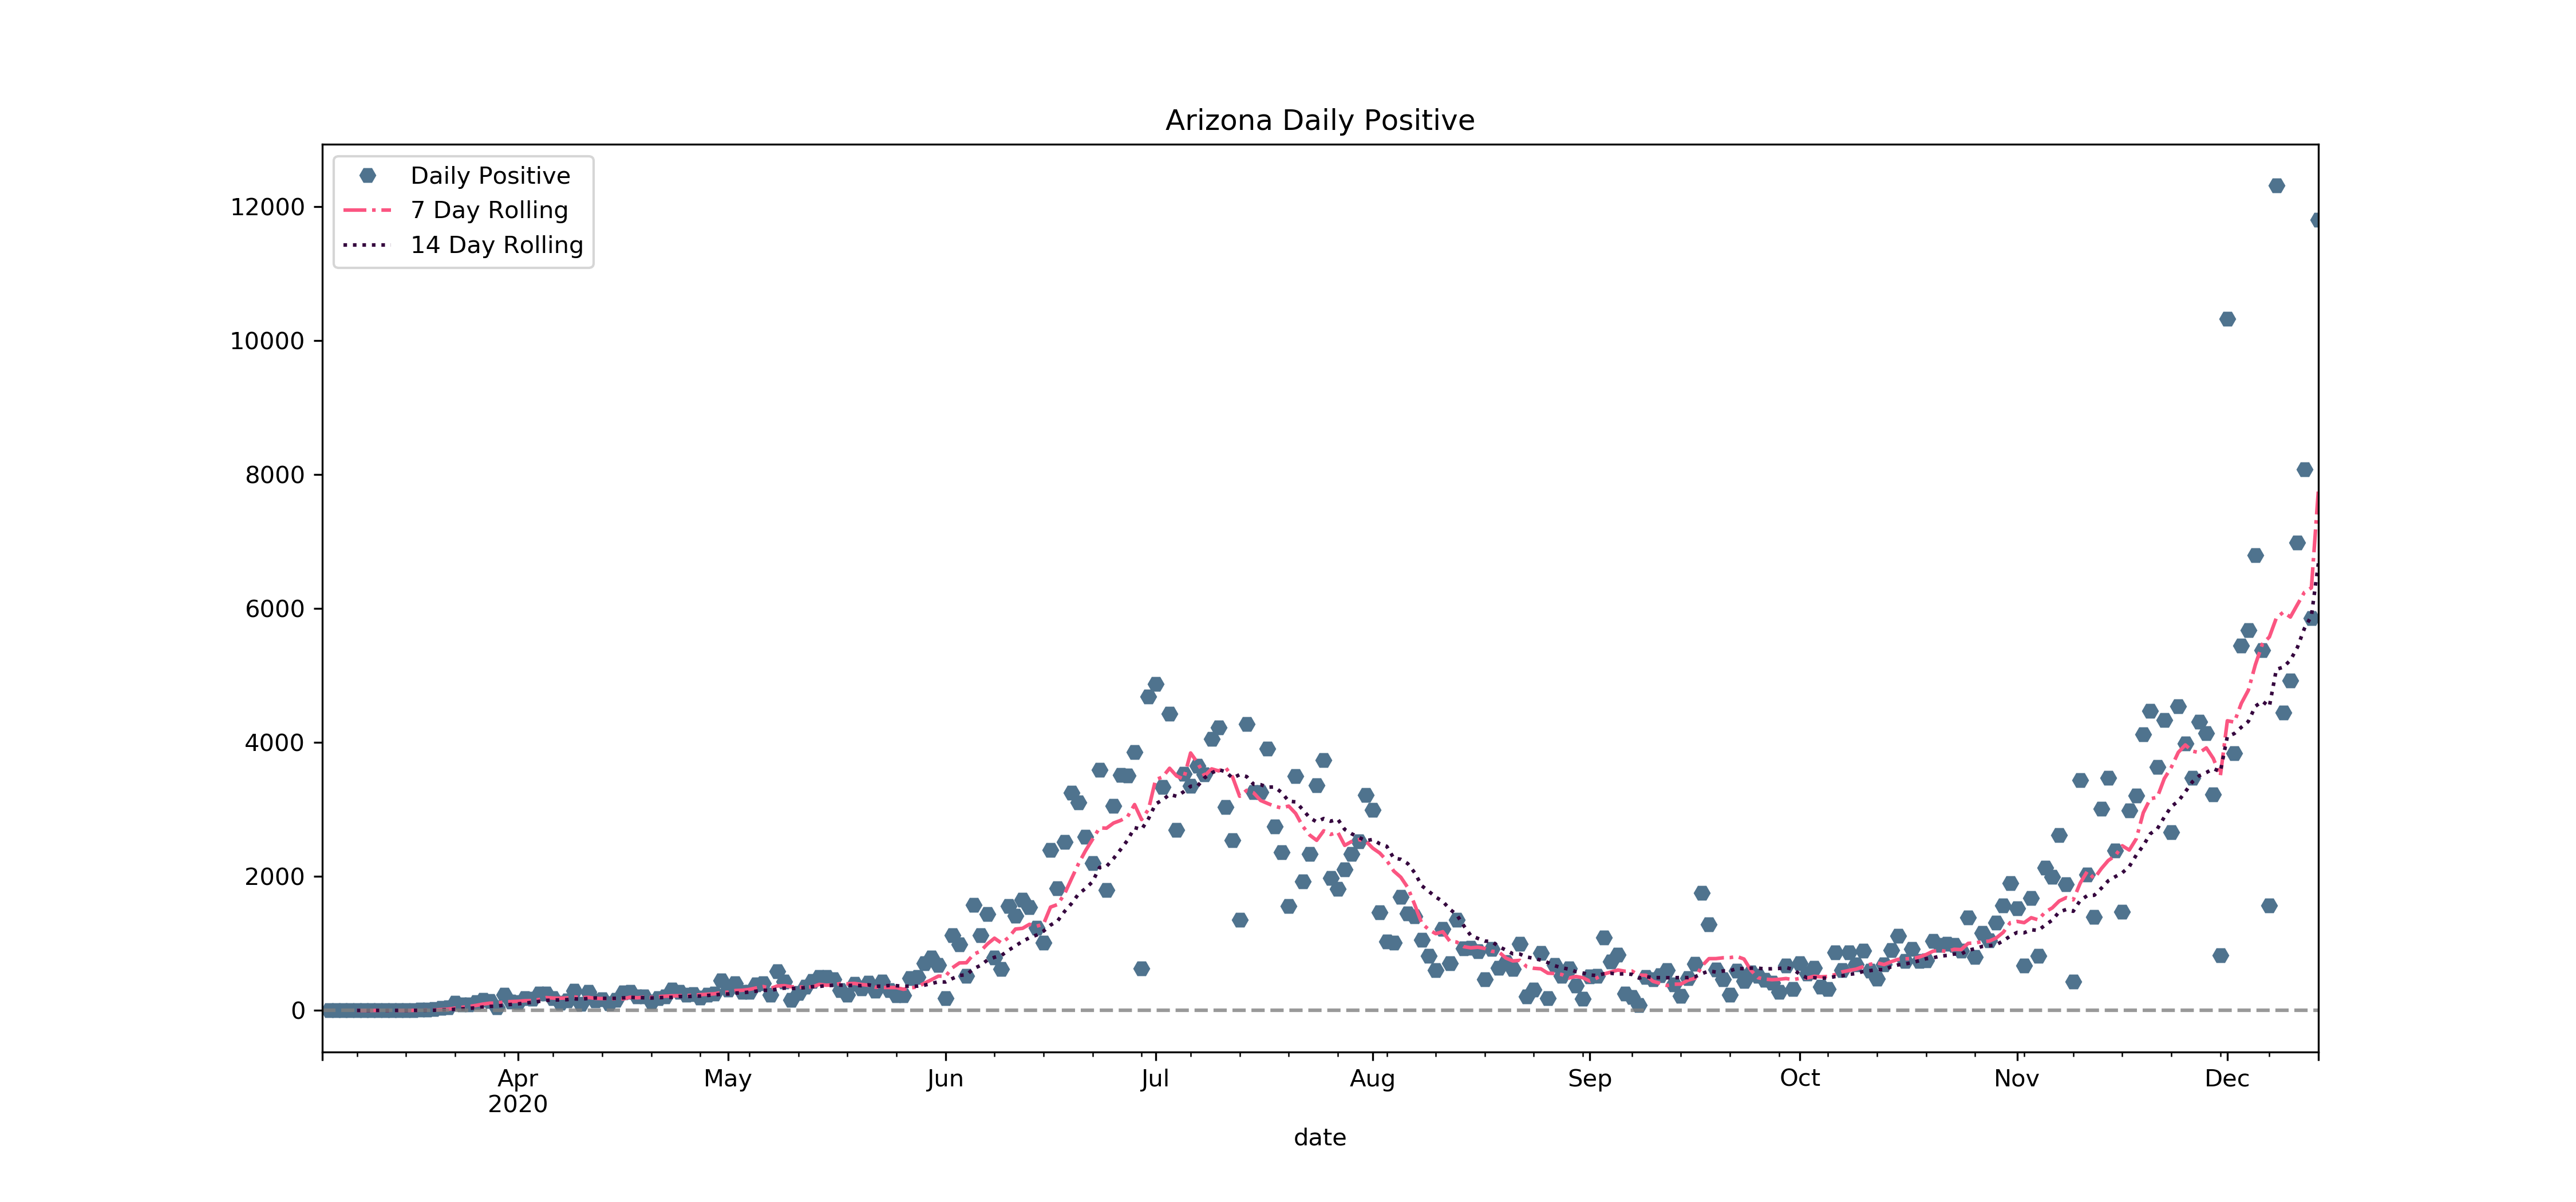 Arizona Daily Positive
Daily Positive
7 Day Rolling
14 Day Rolling
12000
10000
8000
6000
4000
2000
0
Apr May Jun Jul Aug Sep Oct Nov Dec
2020
date